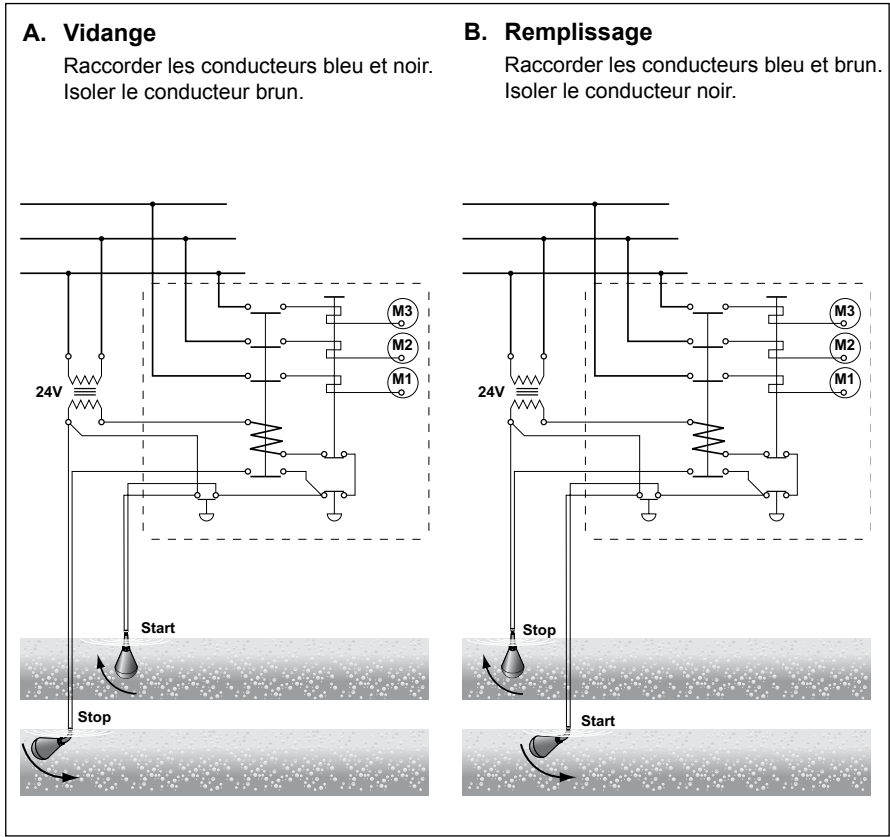 A. Vidange
Raccorder les conducteurs bleu et noir.
Isoler le conducteur brun.
M3
M2
M1
24V
Start
Stop
B. Remplissage
Raccorder les conducteurs bleu et brun.
Isoler le conducteur noir.
M3
M2
M1
24V
Stop
Start